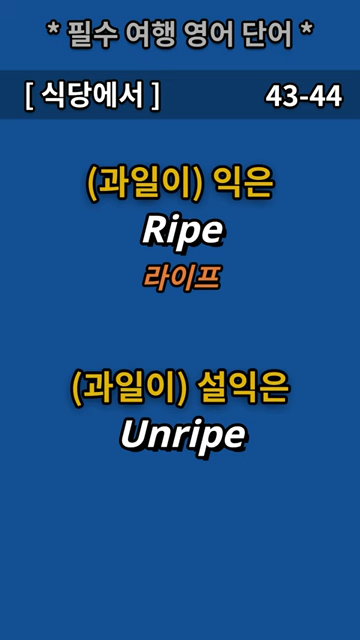 * 필수 여행 영어 단어 *
[ 식당에서 ] 43-44
(과일이) 익은
Ripe
라이프
(과일이) 설익은
Unripe